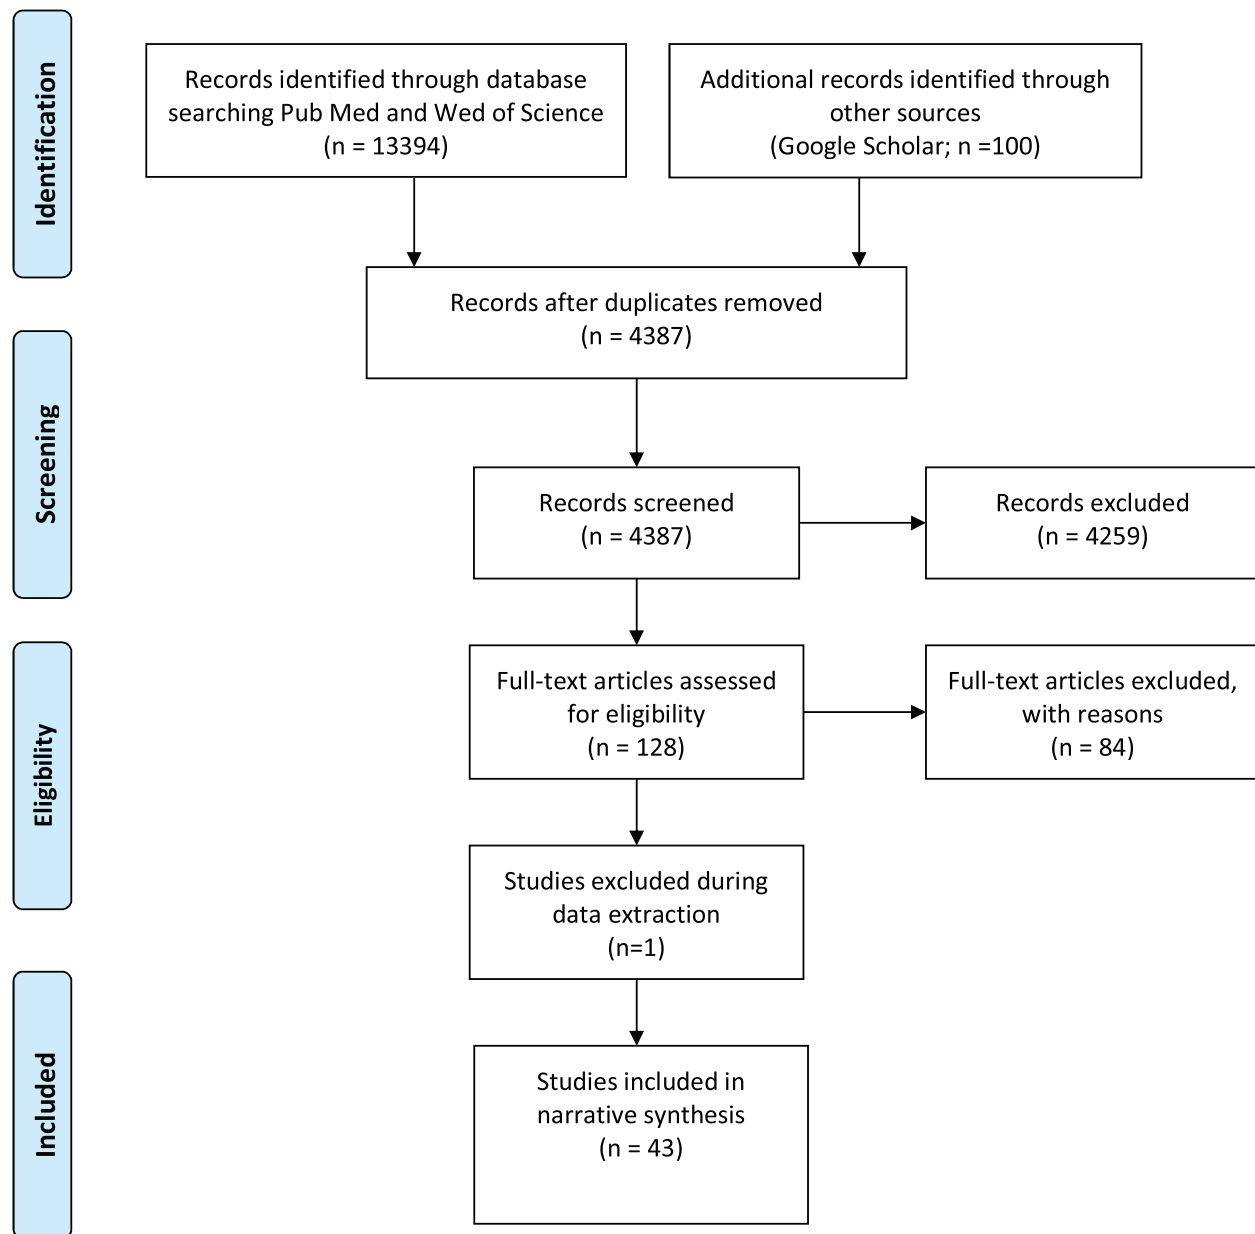 Identification
Records identified through database
searching Pub Med and Wed of Science
(n = 13394)
Additional records identified through
other sources
(Google Scholar; n =100)
Records after duplicates removed
(n = 4387)
Screening
Records screened
(n = 4387)
Records excluded
(n = 4259)
Eligibility
Full-text articles assessed
for eligibility
(n = 128)
Full-text articles excluded,
with reasons
(n = 84)
Studies excluded during
data extraction
(n=1)
Included
Studies included in
narrative synthesis
(n = 43)